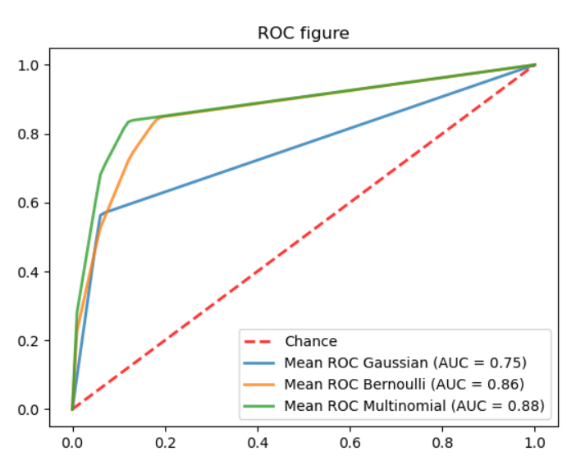 ROC figure
1.0
0.8
0.6
0.4
0.2
0.0
Chance
Mean ROC Gaussian (AUC = 0.75)
Mean ROC Bernoulli (AUC = 0.86)
Mean ROC Multinomial (AUC = 0.88)
0.0 0.2 0.4 0.6 0.8 1.0